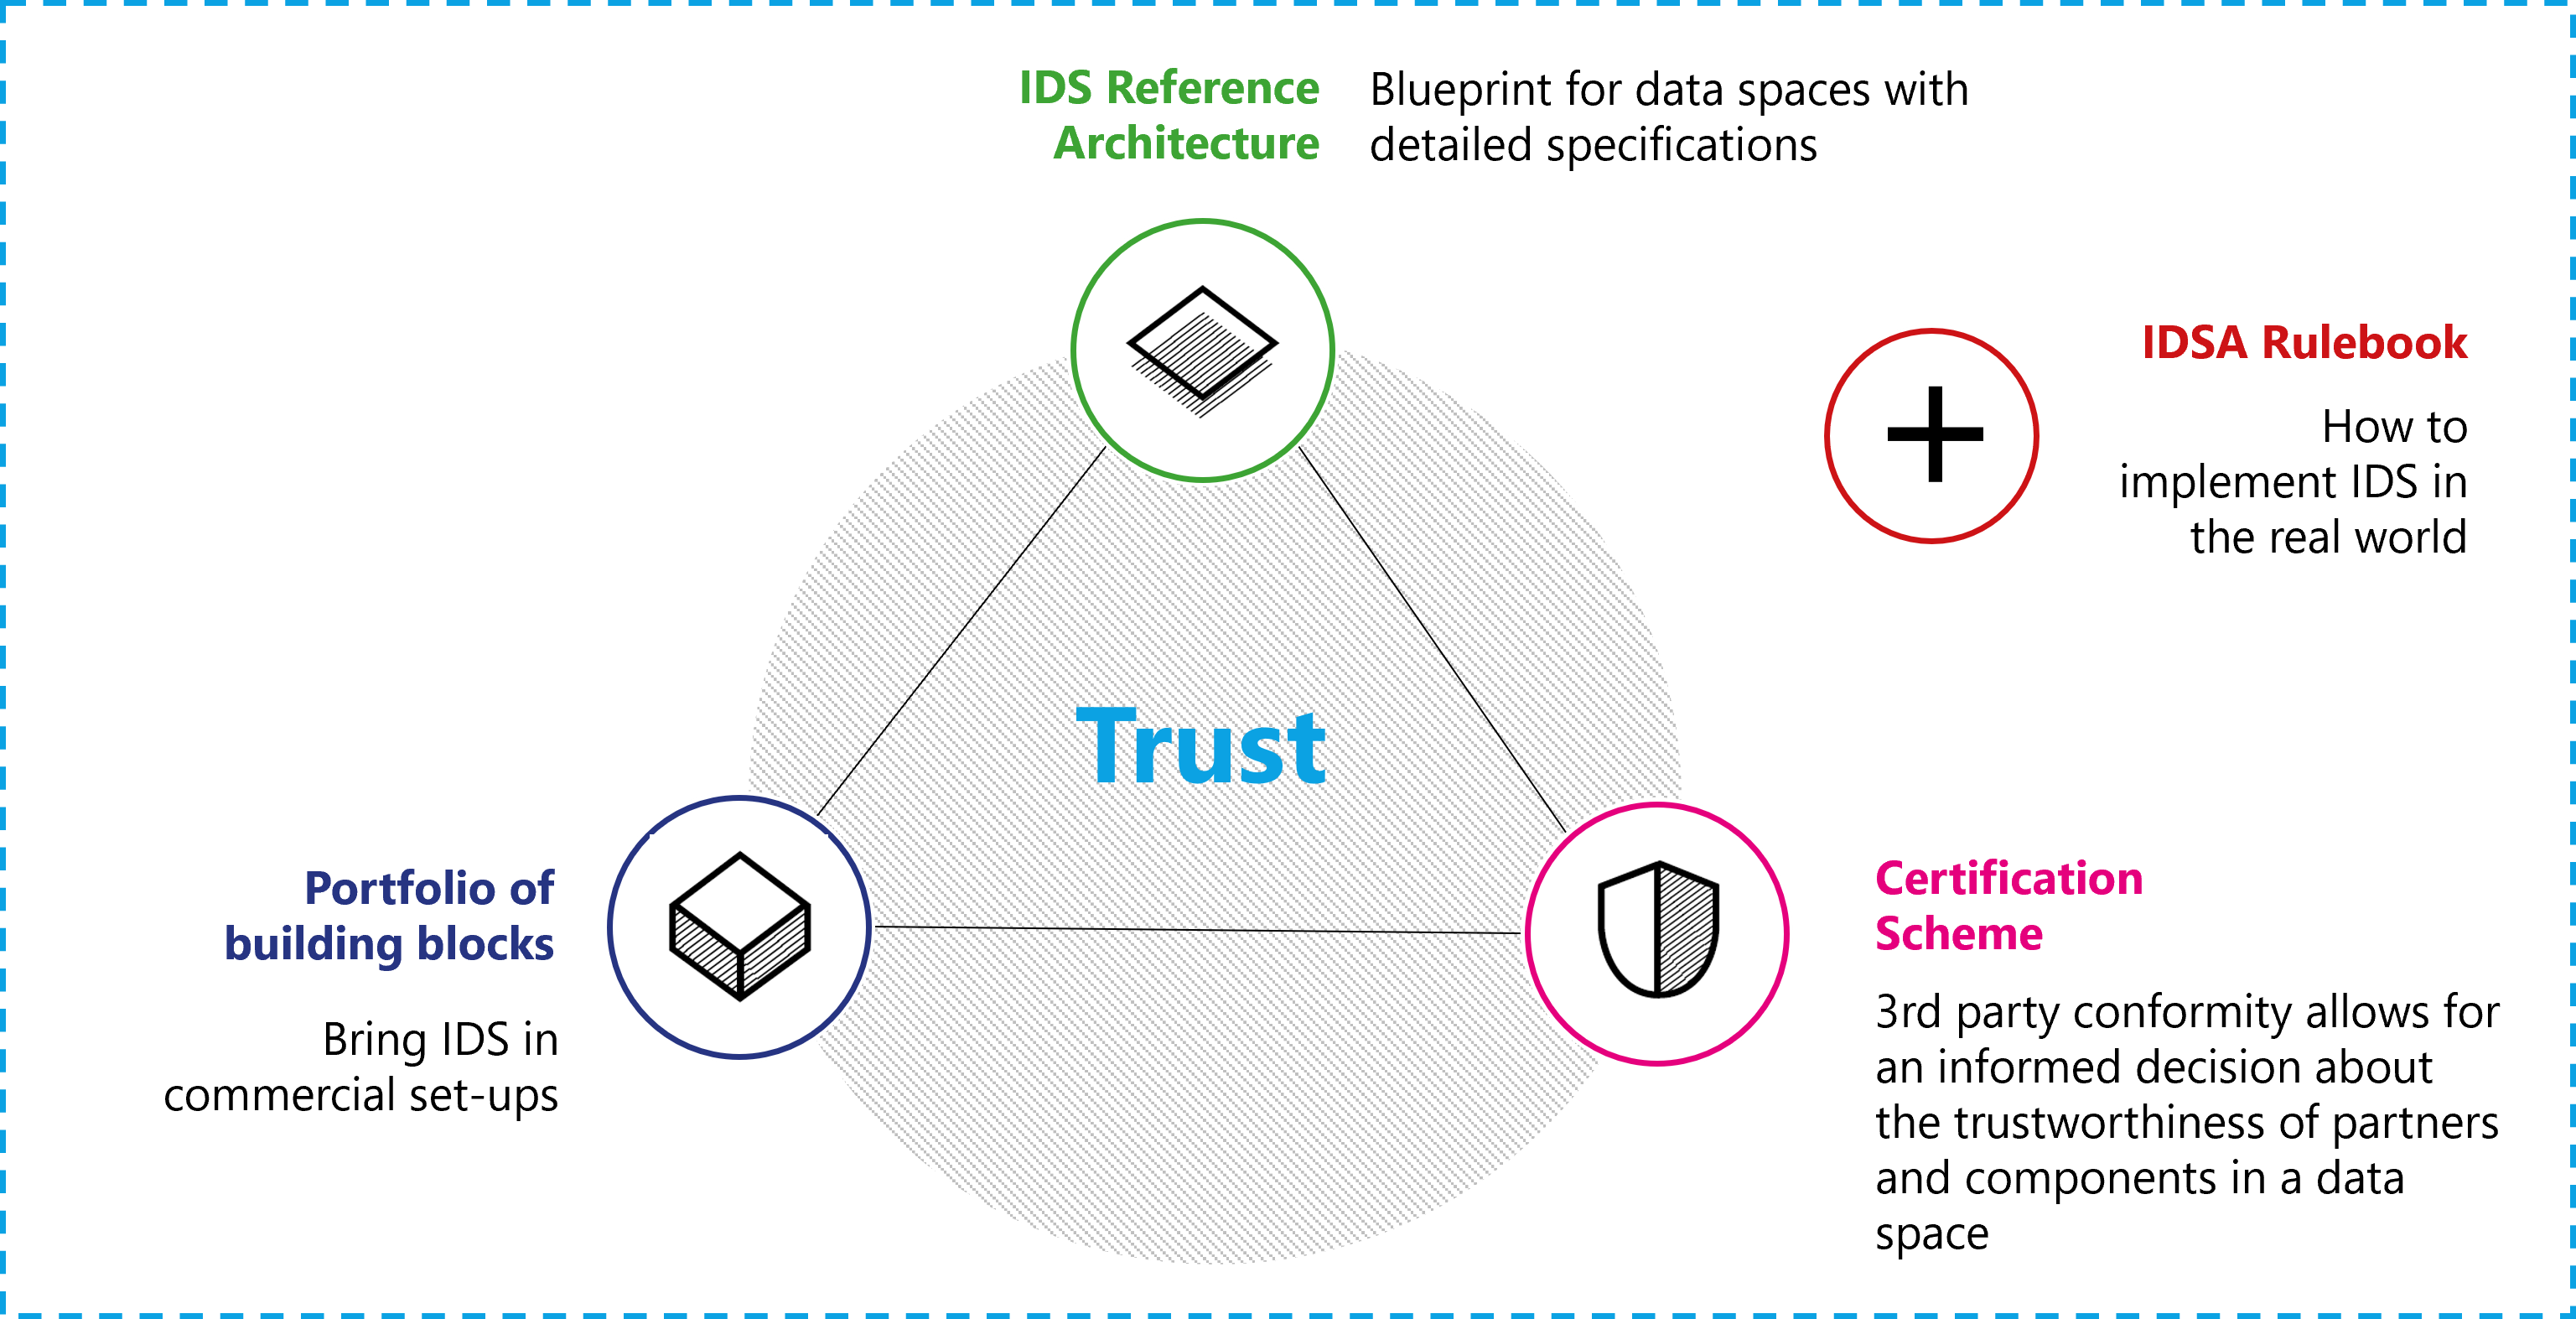 IDS Reference
Architecture
Blueprint for data spaces with
detailed specifications
IDSA Rulebook
How to
implement IDS in
the real world
Trust
Portfolio of
building blocks
Bring IDS in
commercial set-ups
Certification
Scheme
3rd party conformity allows for
an informed decision about
the trustworthiness of partners
and components in a data
space